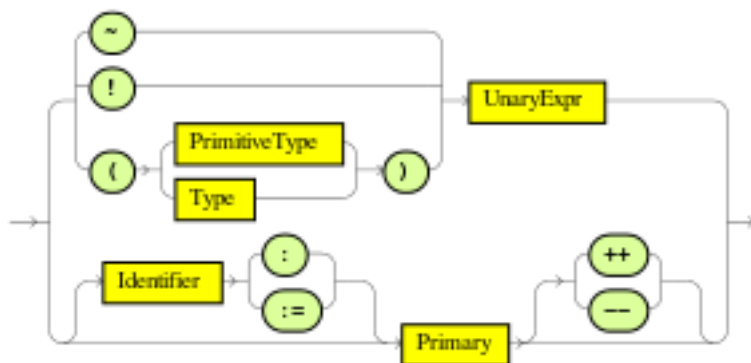 ~
!
UnaryExpr
( PrimitiveType )
Type
Identifier : ++
:= --
Primary